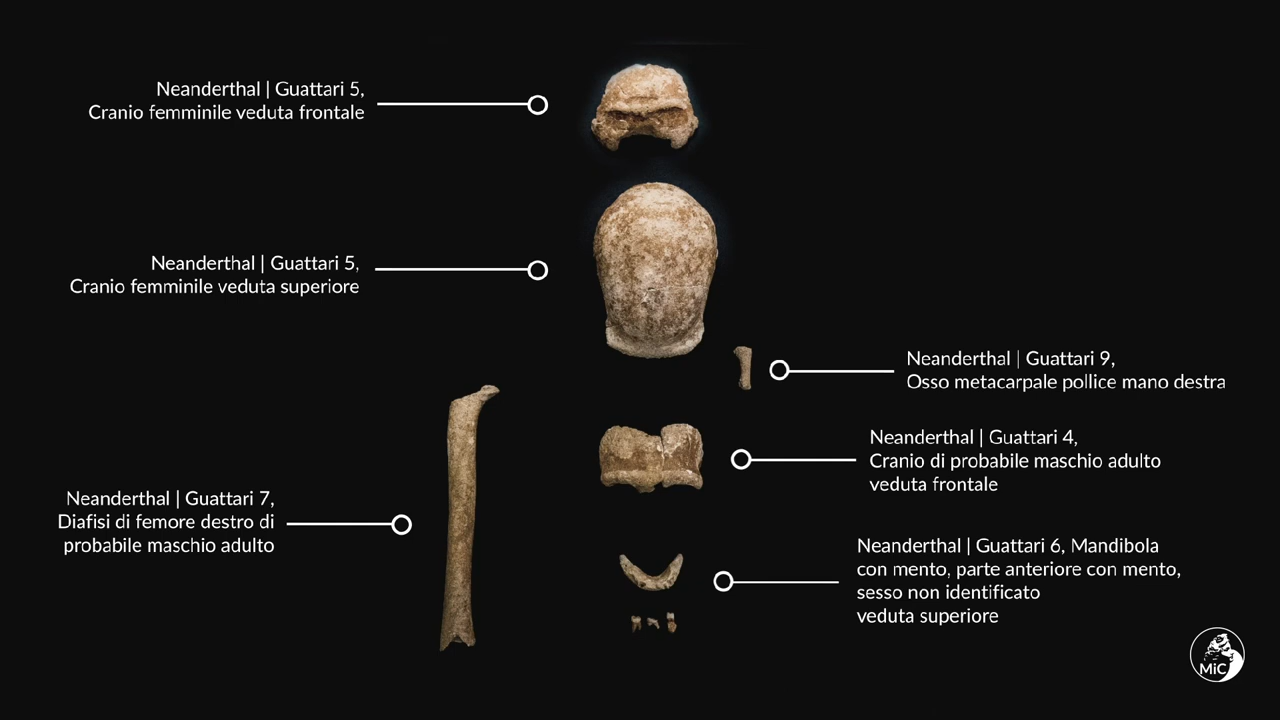 Neanderthal | Guattari 5,
Cranio femminile veduta frontale
Neanderthal | Guattari 5,
Cranio femminile veduta superiore
Neanderthal | Guattari 9,
Osso metacarpale pollice mano destra
Neanderthal | Guattari 4,
Cranio di probabile maschio adulto
veduta frontale
Neanderthal | Guattari 7,
Diafisi di femore destro di
probabile maschio adulto
Neanderthal | Guattari 6, Mandibola
con mento, parte anteriore con mento,
sesso non identificato
veduta superiore
MiC